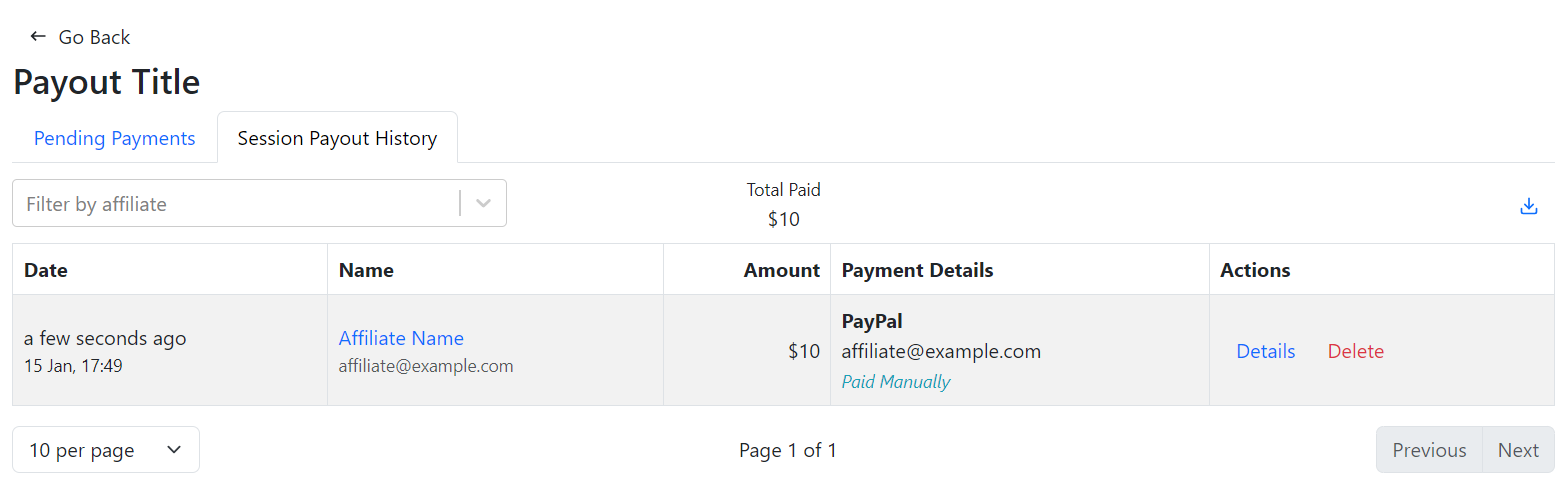 Go Back
Payout Title
Pending Payments
Session Payout History
Filter by affiliate
Total Paid
$10
Date
Name
Amount
Payment Details
Actions
a few seconds ago
15 Jan, 17:49
Affiliate Name
affiliate@example.com
$10
PayPal
affiliate@example.com
Paid Manually
Details
Delete
10 per page
Page 1 of 1
Previous
Next